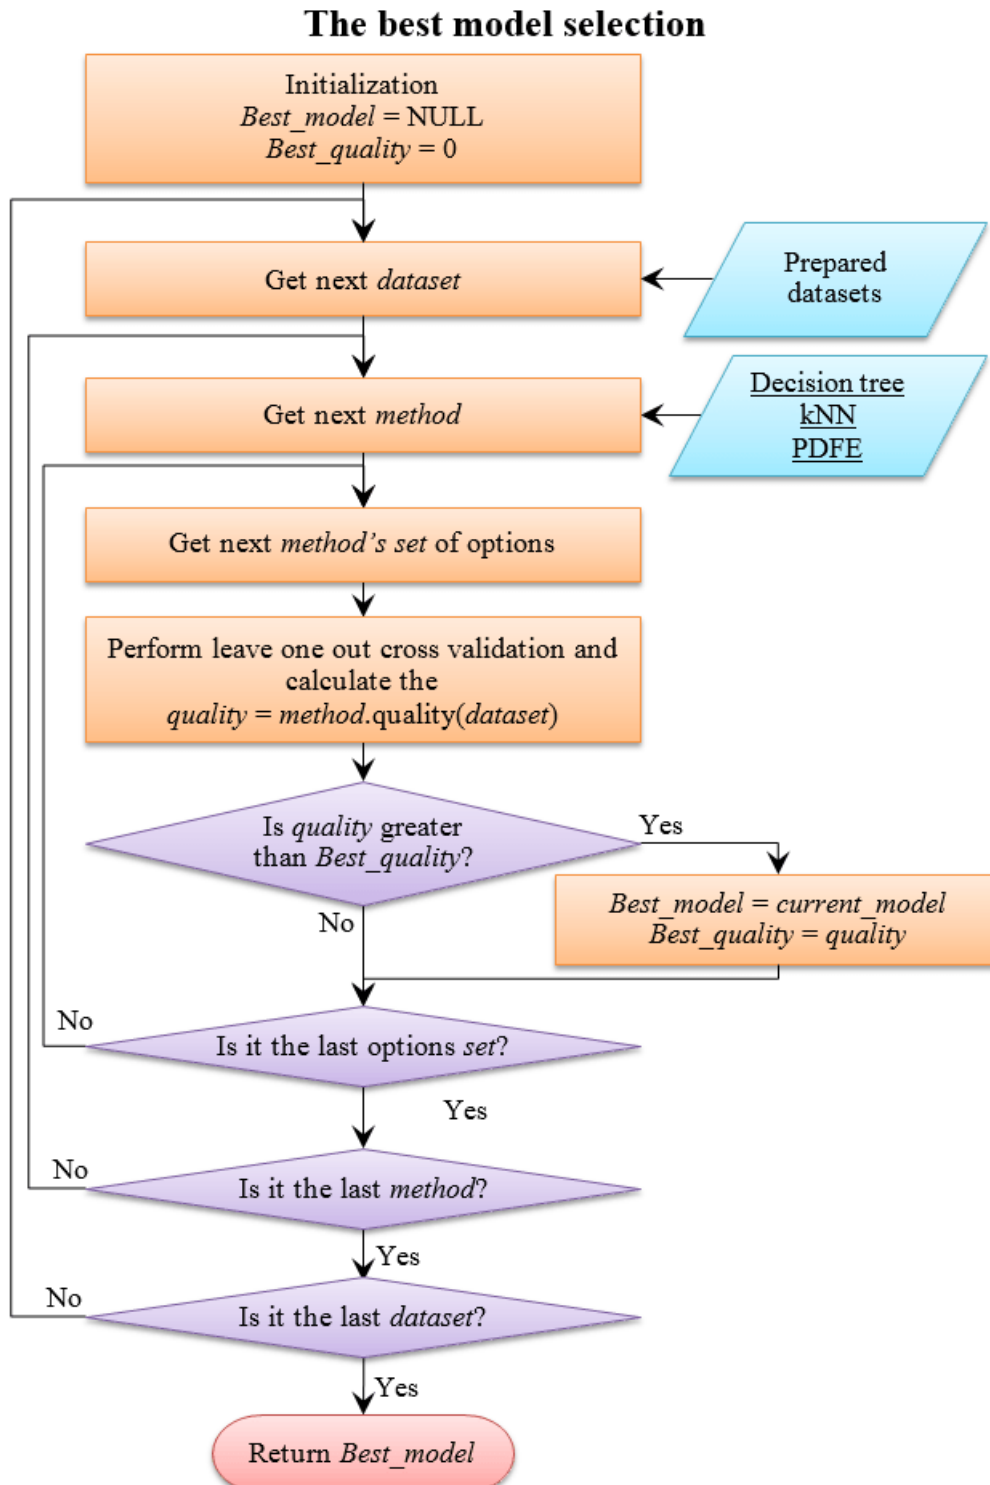 The best model selection
Initialization
Best_model = NULL
Best_quality = 0
Get next dataset
Prepared
datasets
Get next method
Decision tree
kNN
PDFE
Get next method's set of options
Perform leave one out cross validation and
calculate the
quality = method.quality(dataset)
Is quality greater
than Best_quality?
Yes
Best_model = current_model
Best_quality = quality
No
Is it the last options set?
No
Yes
Is it the last method?
No
Yes
Is it the last dataset?
No
Yes
Return Best_model